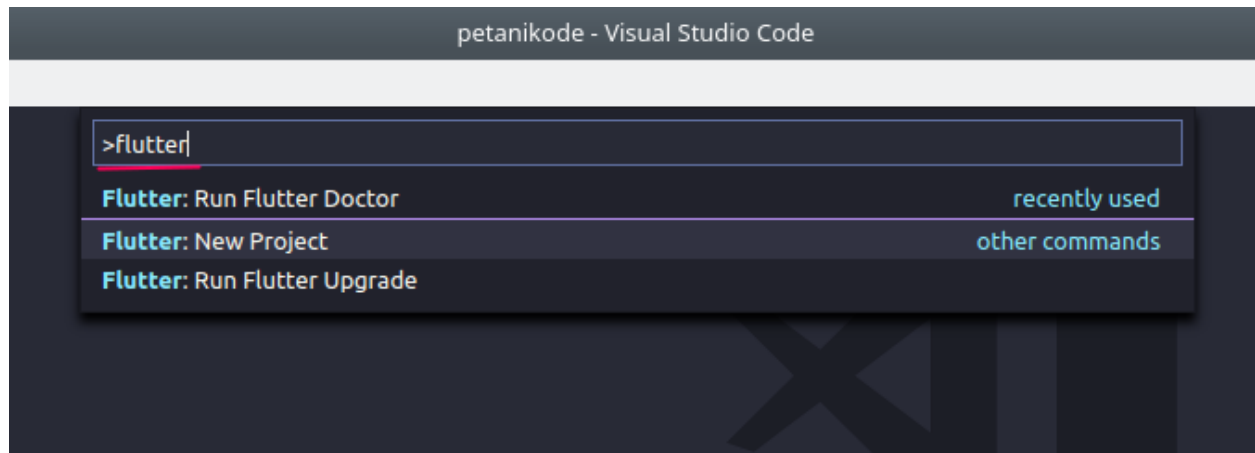 petanikode - Visual Studio Code
>flutter
Flutter: Run Flutter Doctor recently used
Flutter: New Project other commands
Flutter: Run Flutter Upgrade